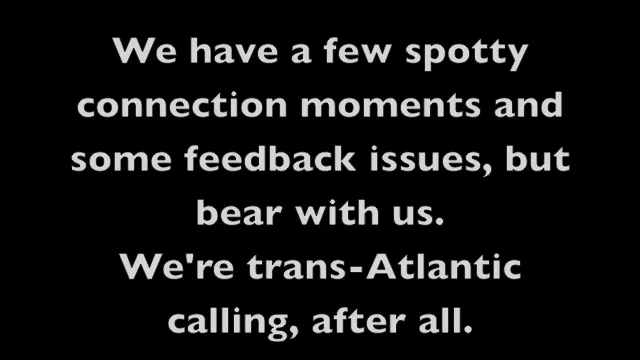 We have a few spotty
connection moments and
some feedback issues, but
bear with us.
We're trans-Atlantic
calling, after all.